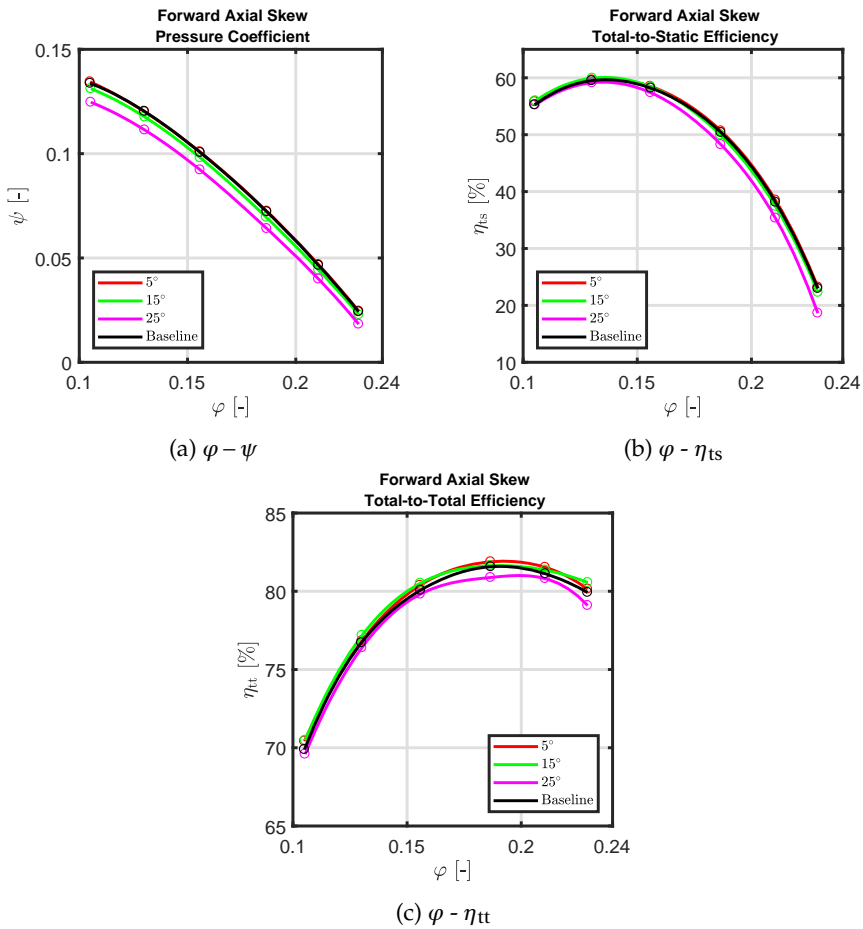 Forward Axial Skew
Pressure Coefficient
0.15
0.1
0.05
0
ψ [-]
5°
15°
25°
Baseline
0.1
0.15
0.2
0.24
φ [-]
(a) φ – ψ
Forward Axial Skew
Total-to-Static Efficiency
60
50
40
30
20
10
η_ts [%]
5°
15°
25°
Baseline
0.1
0.15
0.2
0.24
φ [-]
(b) φ - η_ts
Forward Axial Skew
Total-to-Total Efficiency
85
80
75
70
65
η_tt [%]
5°
15°
25°
Baseline
0.1
0.15
0.2
0.24
φ [-]
(c) φ - η_tt